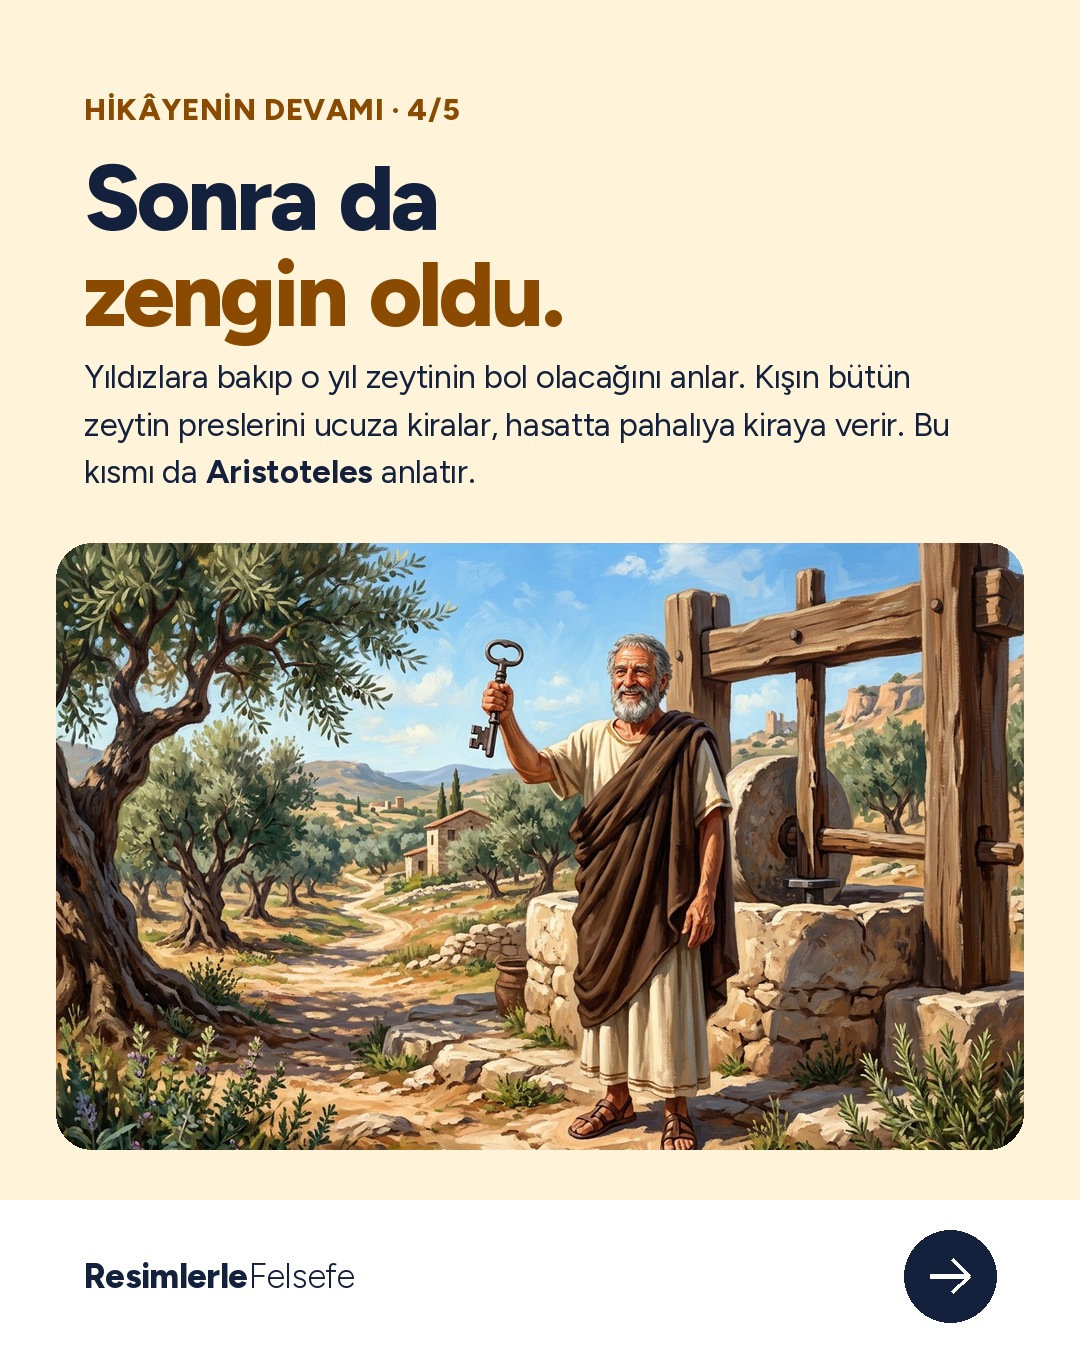 HİKÂYENİN DEVAMI · 4/5
Sonra da
zengin oldu.
Yıldızlara bakıp o yıl zeytinin bol olacağını anlar. Kışın bütün
zeytin preslerini ucuza kiralar, hasatta pahalıya kiraya verir. Bu
kısmı da Aristoteles anlatır.
ResimlerleFelsefe